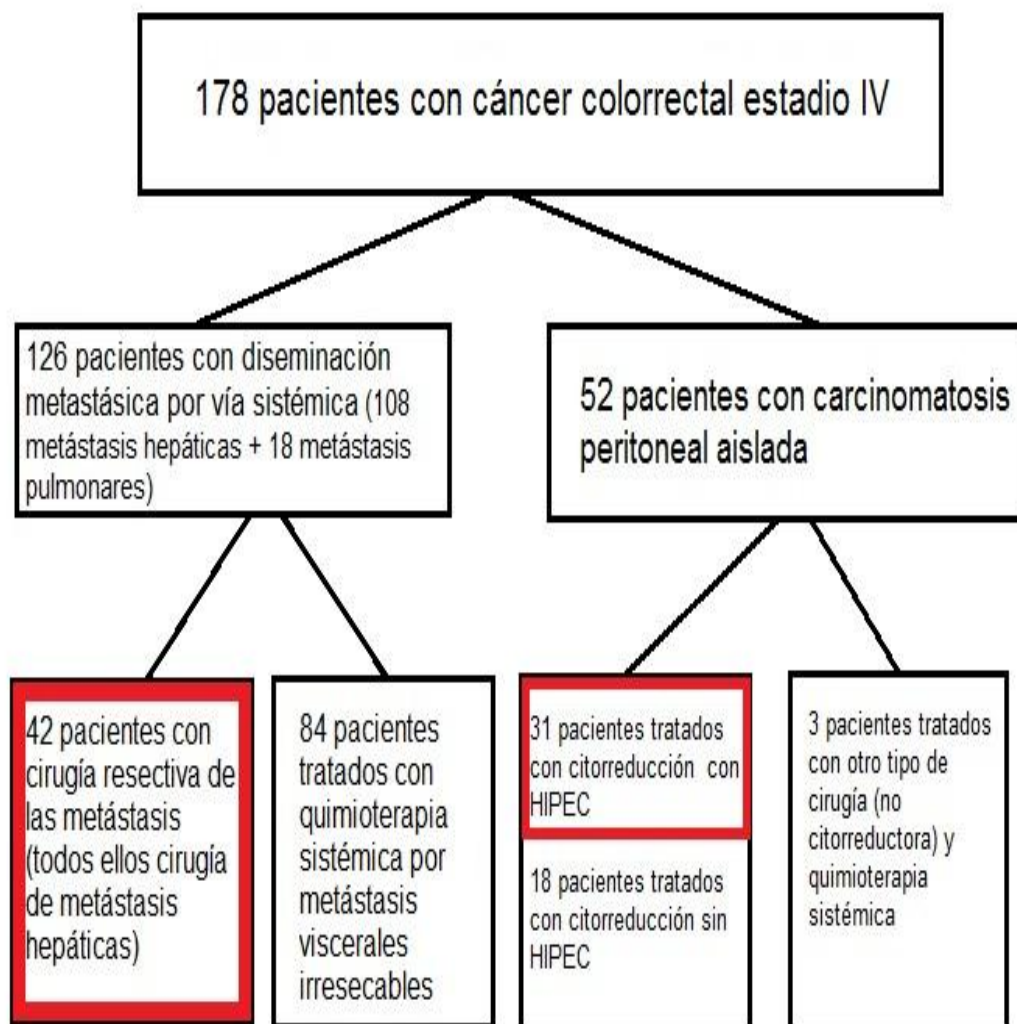 178 pacientes con cáncer colorrectal estadio IV
126 pacientes con diseminación
metastásica por vía sistémica (108
metástasis hepáticas + 18 metástasis
pulmonares)
52 pacientes con carcinomatosis
peritoneal aislada
42 pacientes con
cirugía resectiva de
las metástasis
(todos ellos cirugía
de metástasis
hepáticas)
84 pacientes
tratados con
quimioterapia
sistémica por
metástasis
viscerales
irresecables
31 pacientes tratados
con citorreducción con
HIPEC
18 pacientes tratados
con citorreducción sin
HIPEC
3 pacientes tratados
con otro tipo de
cirugía (no
citorreductora) y
quimioterapia
sistémica